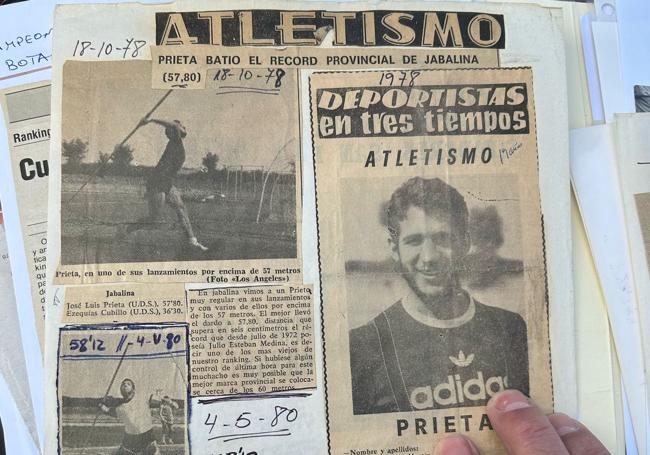 AMPEON
BOTA
Ranking
Cu
18-10-78
ATLETISMO
PRIETA BATIO EL RECORD PROVINCIAL DE JABALINA
(57,80) 18-10-78
Prieta, en uno de sus lanzamientos por encima de 57 metros
(Foto «Los Angeles»)
Jabalina
José Luis Prieta (U.D.S.), 57'80.
Ezequías Cubillo (U.D.S.), 36'30.
58'12 11-4-V-80
En jabalina vimos a un Prieta
muy regular en sus lanzamientos
y con varios de ellos por encima
de los 57 metros. El mejor llevó
el dardo a 57,80, distancia que
supera en seis centímetros el ré-
cord que desde julio de 1972 po-
seía Julio Esteban Medina, es de-
cir uno de los mas viejos de
nuestro ranking. Si hubiese algún
control de última hora para este
muchacho es muy posible que la
mejor marca provincial se coloca-
se cerca de los 60 metros.
4-5-80
1978
DEPORTISTAS
en tres tiempos
ATLETISMO
adidas
PRIETA
—Nombre y apellidos: